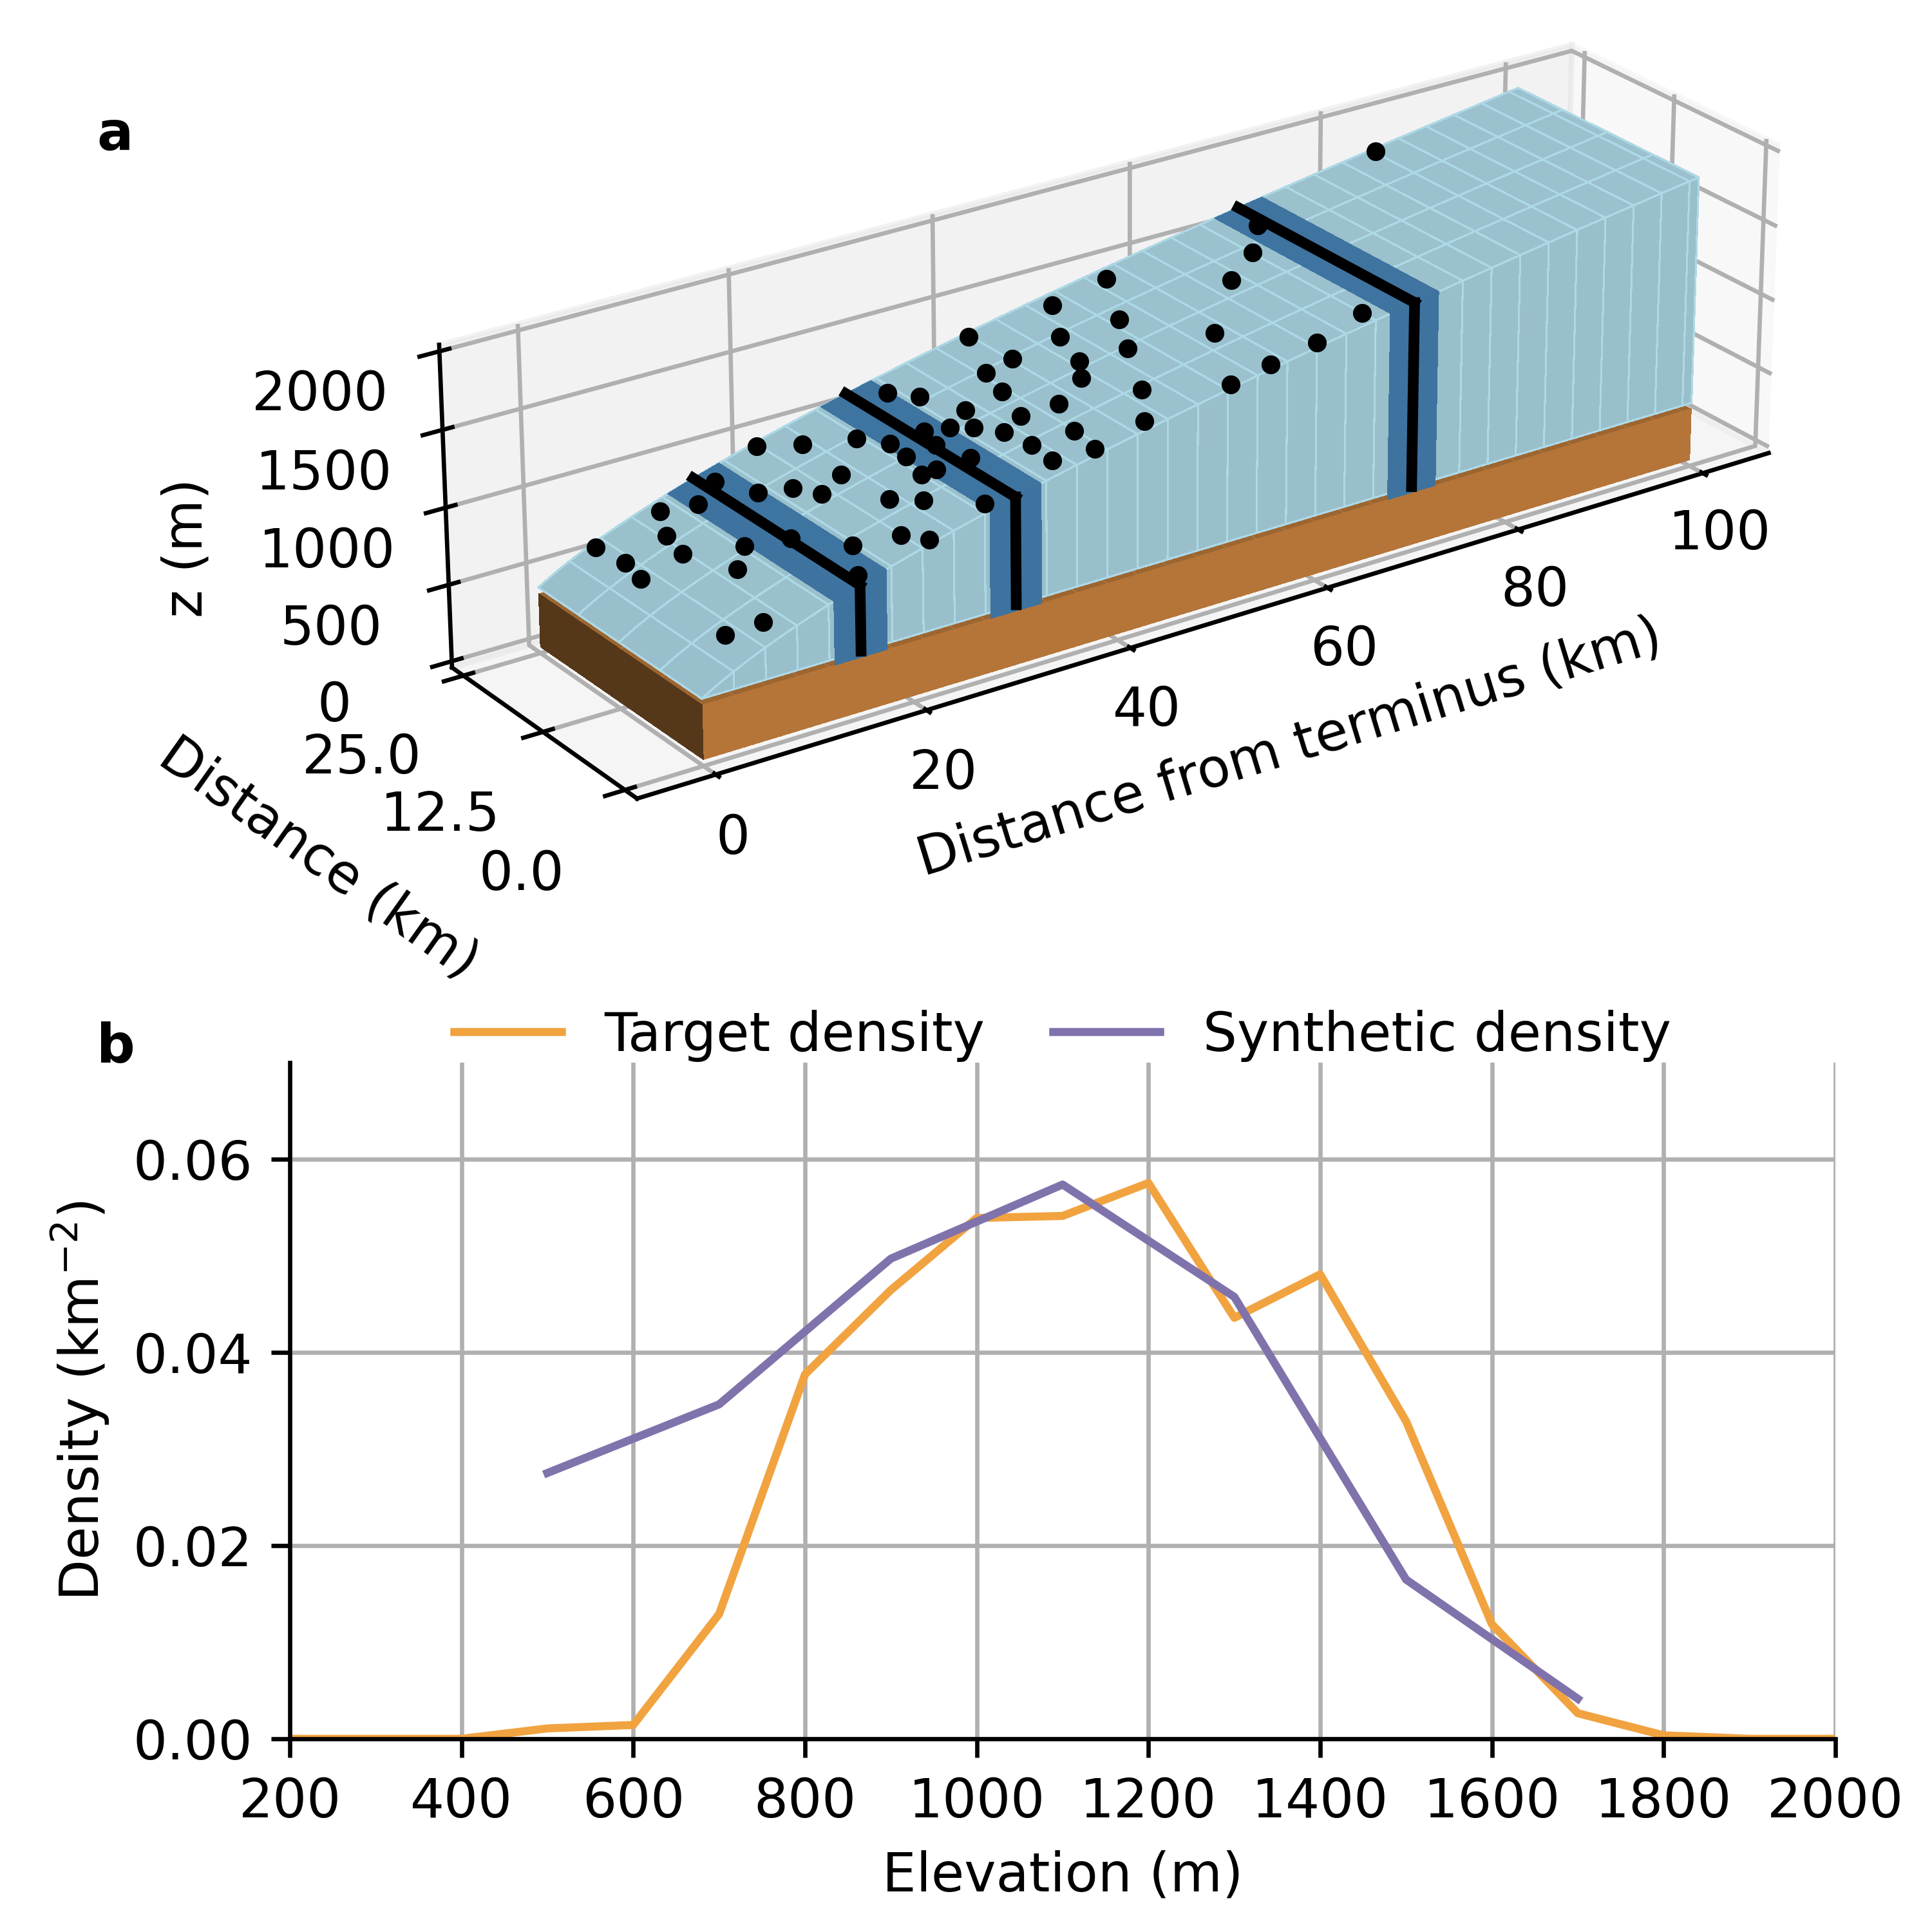 a
2000
1500
1000
500
0
z (m)
25.0
12.5
0.0
Distance (km)
0
20
40
60
80
100
Distance from terminus (km)
b
Target density
Synthetic density
0.06
0.04
0.02
0.00
Density (km⁻²)
200 400 600 800 1000 1200 1400 1600 1800 2000
Elevation (m)